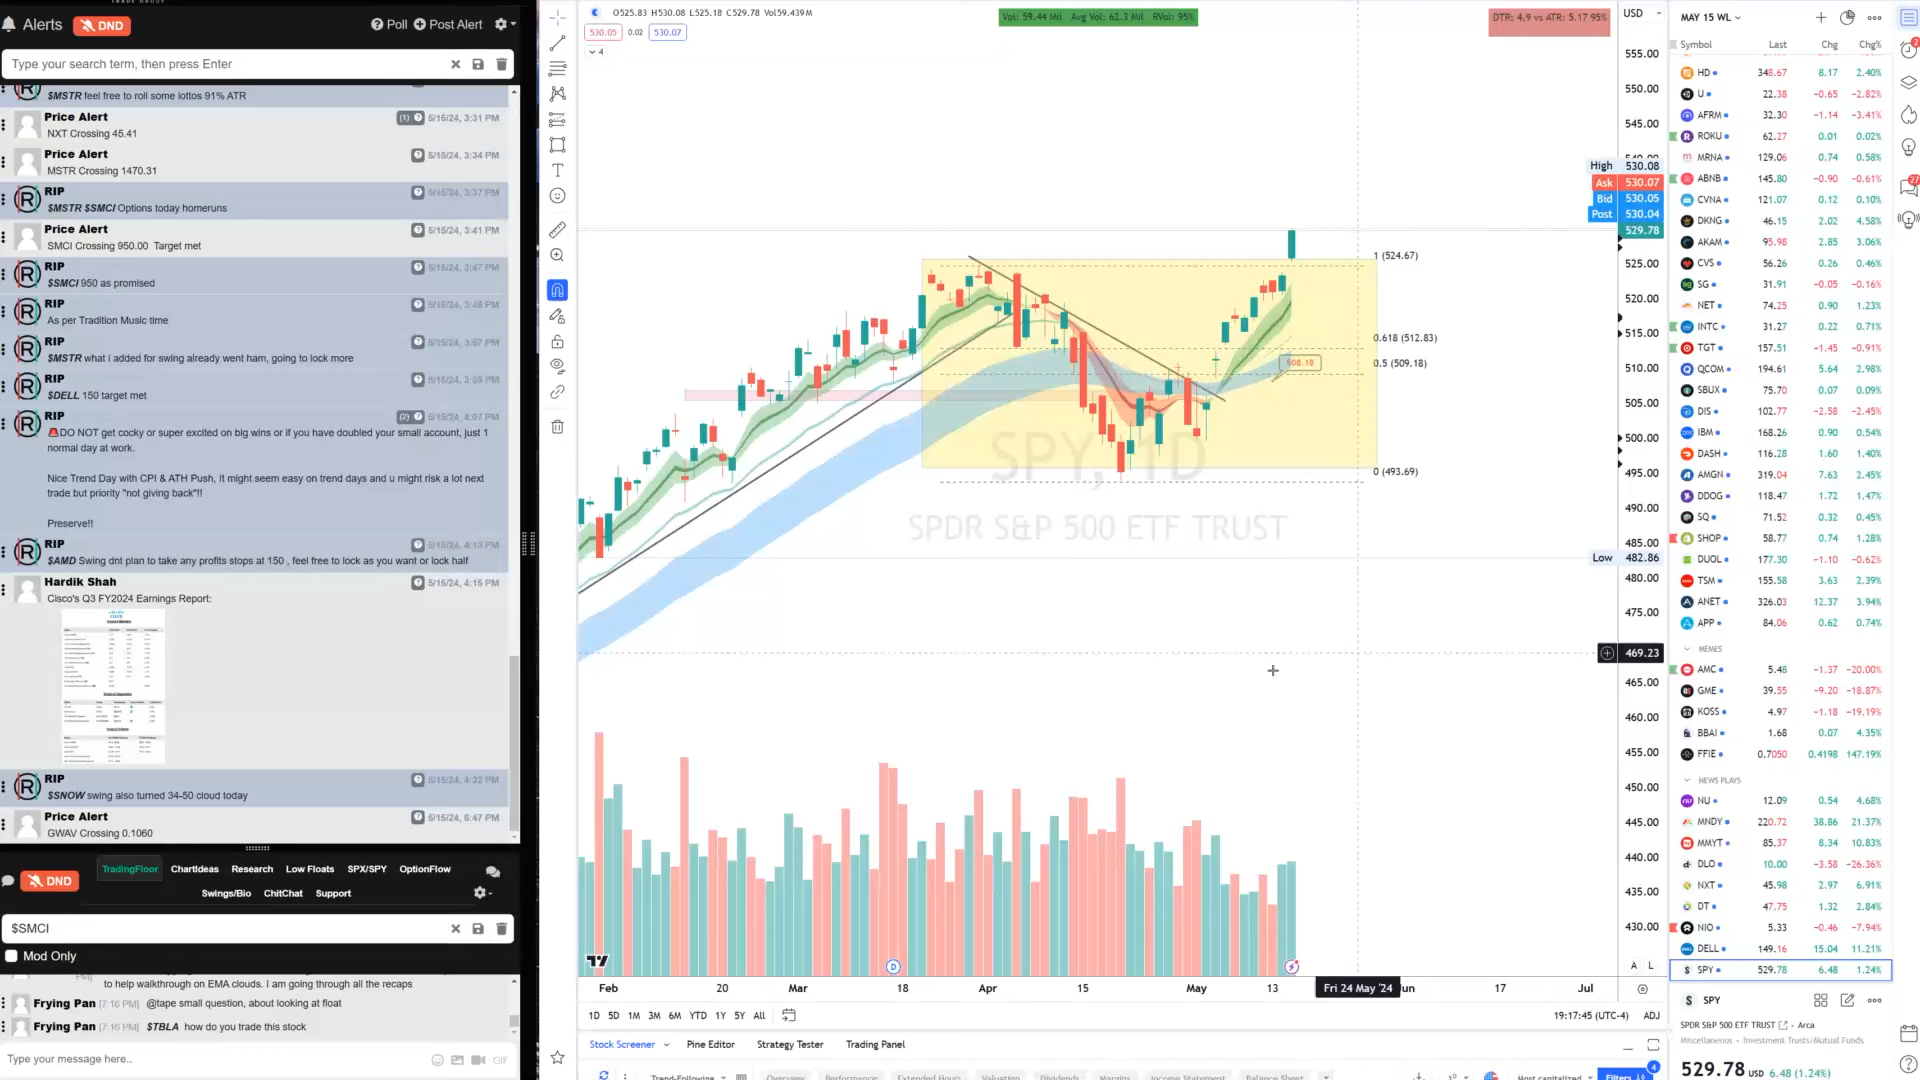 TRADE GROUP
Alerts DND Poll Post Alert
Type your search term, then press Enter
$MSTR feel free to roll some lottos 91% ATR
Price Alert (1) 5/15/24, 3:31 PM
NXT Crossing 45.41
Price Alert 5/15/24, 3:34 PM
MSTR Crossing 1470.31
RIP 5/15/24, 3:37 PM
$MSTR $SMCI Options today homeruns
Price Alert 5/15/24, 3:41 PM
SMCI Crossing 950.00 Target met
RIP 5/15/24, 3:47 PM
$SMCI 950 as promised
RIP 5/15/24, 3:48 PM
As per Tradition Music time
RIP 5/15/24, 3:57 PM
$MSTR what i added for swing already went ham, going to lock more
RIP 5/15/24, 3:59 PM
$DELL 150 target met
RIP (2) 5/15/24, 4:07 PM
DO NOT get cocky or super excited on big wins or if you have doubled your small account, just 1
normal day at work.
Nice Trend Day with CPI & ATH Push, It might seem easy on trend days and u might risk a lot next
trade but priority "not giving back"!!
Preserve!!
RIP 5/15/24, 4:13 PM
$AMD Swing dnt plan to take any profits stops at 150 , feel free to lock as you want or lock half
Hardik Shah 5/15/24, 4:15 PM
Cisco's Q3 FY2024 Earnings Report:
RIP 5/15/24, 4:32 PM
$SNOW swing also turned 34-50 cloud today
Price Alert 5/15/24, 6:47 PM
GWAV Crossing 0.1060
DND TradingFloor ChartIdeas Research Low Floats SPX/SPY OptionFlow
Swings/Bio ChitChat Support
$SMCI
Mod Only
PM]
to help walkthrough on EMA clouds. I am going through all the recaps
Frying Pan [7:16 PM] @tape small question, about looking at float
Frying Pan [7:16 PM] $TBLA how do you trade this stock
Type your message here..
GIF
O525.83 H530.08 L525.18 C529.78 Vol59.439M
530.05 0.02 530.07
4
Vol: 59.44 Mil Avg Vol: 62.3 Mil RVol: 95%
DTR: 4.9 vs ATR: 5.17 95%
USD
555.00
550.00
545.00
540.00
High 530.08
Ask 530.07
Bid 530.05
Post 530.04
529.78
525.00
520.00
515.00
510.00
505.00
500.00
495.00
490.00
485.00
Low 482.86
480.00
475.00
469.23
465.00
460.00
455.00
450.00
445.00
440.00
435.00
430.00
A L
1 (524.67)
0.618 (512.83)
0.5 (509.18)
508.18
0 (493.69)
SPY, 1D
SPDR S&P 500 ETF TRUST
D
Feb 20 Mar 18 Apr 15 May 13 Fri 24 May '24 Jun 17 Jul
1D 5D 1M 3M 6M YTD 1Y 5Y All
19:17:45 (UTC-4) ADJ
Stock Screener Pine Editor Strategy Tester Trading Panel
Trend-Following Overview Performance Extended Hours Valuation Dividends Margins Income Statement Balance Sheet Most capitalized Filters 4
MAY 15 WL
Symbol Last Chg Chg%
HD 348.67 8.17 2.40%
U 22.38 −0.65 −2.82%
AFRM 32.30 −1.14 −3.41%
ROKU 62.27 0.01 0.02%
MRNA 129.06 0.74 0.58%
ABNB 145.80 −0.90 −0.61%
CVNA 121.07 0.12 0.10%
DKNG 46.15 2.02 4.58%
AKAM 95.98 2.85 3.06%
CVS 56.26 0.26 0.46%
SG 31.91 −0.05 −0.16%
NET 74.25 0.90 1.23%
INTC 31.27 0.22 0.71%
TGT 157.51 −1.45 −0.91%
QCOM 194.61 5.64 2.98%
SBUX 75.70 0.07 0.09%
DIS 102.77 −2.58 −2.45%
IBM 168.26 0.90 0.54%
DASH 116.28 1.60 1.40%
AMGN 319.04 7.63 2.45%
DDOG 118.47 1.72 1.47%
SQ 71.52 0.32 0.45%
SHOP 58.77 0.74 1.28%
DUOL 177.30 −1.10 −0.62%
TSM 155.58 3.63 2.39%
ANET 326.03 12.37 3.94%
APP 84.06 0.62 0.74%
MEMES
AMC 5.48 −1.37 −20.00%
GME 39.55 −9.20 −18.87%
KOSS 4.97 −1.18 −19.19%
BBAI 1.68 0.07 4.35%
FFIE 0.7050 0.4198 147.19%
NEWS PLAYS
NU 12.09 0.54 4.68%
MNDY 220.72 38.86 21.37%
MMYT 85.37 8.34 10.83%
DLO 10.00 −3.58 −26.36%
NXT 45.98 2.97 6.91%
DT 47.75 1.32 2.84%
NIO 5.33 −0.46 −7.94%
DELL 149.16 15.04 11.21%
SPY 529.78 6.48 1.24%
SPY
SPDR S&P 500 ETF TRUST Arca
Miscellaneous Investment Trusts/Mutual Funds
529.78 USD 6.48 (1.24%)
2
27